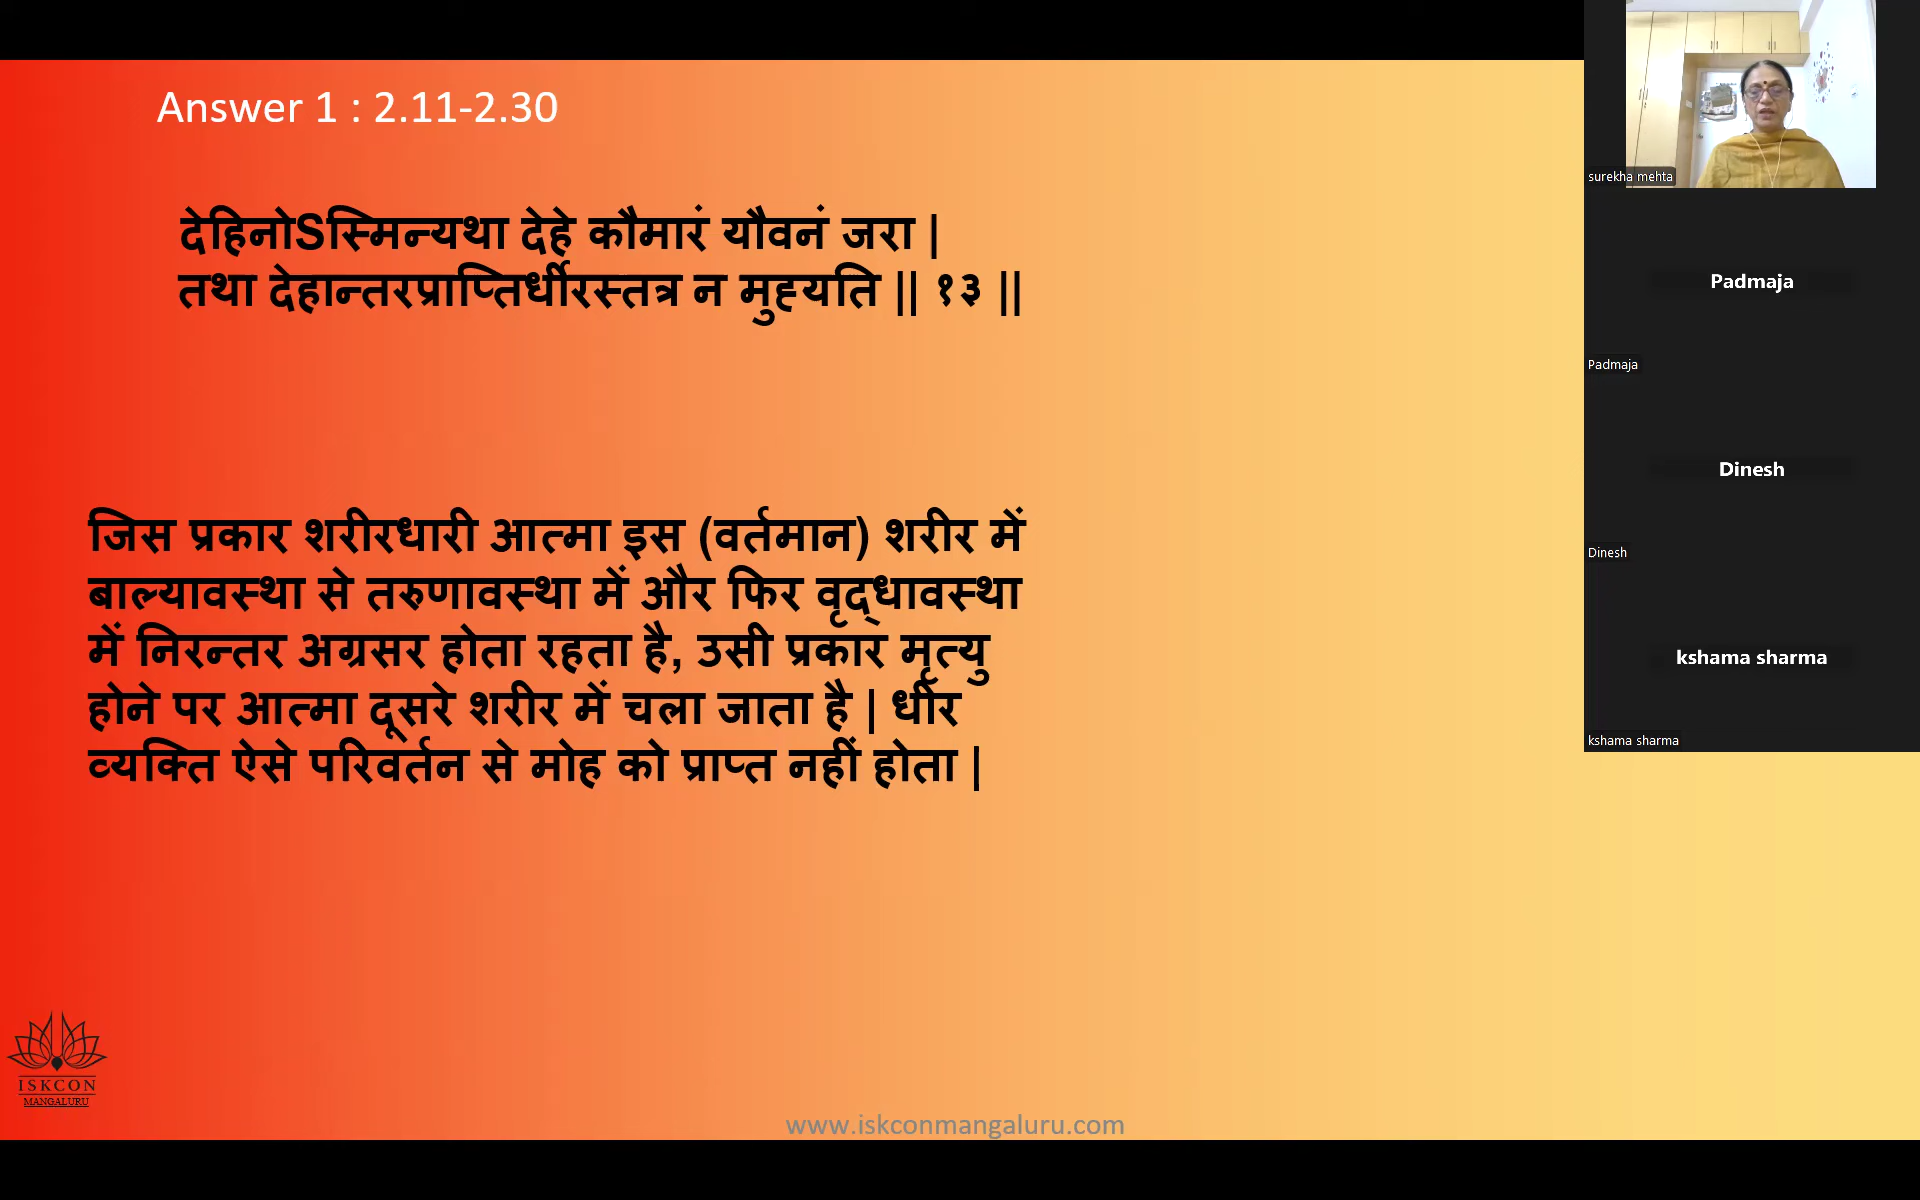 Answer 1 : 2.11-2.30
देहिनोSस्मिन्यथा देहे कौमारं यौवनं जरा |
तथा देहान्तरप्राप्तिर्धीरस्तत्र न मुह्यति || १३ ||
जिस प्रकार शरीरधारी आत्मा इस (वर्तमान) शरीर में
बाल्यावस्था से तरुणावस्था में और फिर वृद्धावस्था
में निरन्तर अग्रसर होता रहता है, उसी प्रकार मृत्यु
होने पर आत्मा दूसरे शरीर में चला जाता है | धीर
व्यक्ति ऐसे परिवर्तन से मोह को प्राप्त नहीं होता |
ISKCON
MANGALURU
www.iskconmangaluru.com
surekha mehta
Padmaja
Padmaja
Dinesh
Dinesh
kshama sharma
kshama sharma